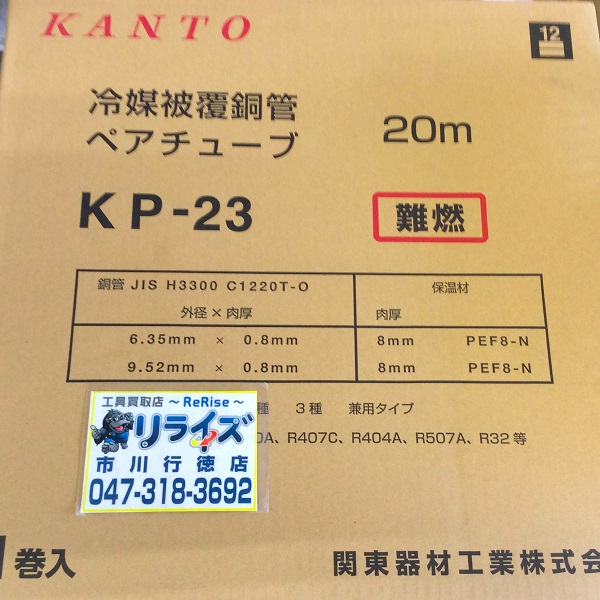 KANTO
12
冷媒被覆銅管
ペアチューブ 20m
KP-23 難燃
銅管 JIS H3300 C1220T-O 保温材
外径 × 肉厚 肉厚
6.35mm × 0.8mm 8mm PEF8-N
9.52mm × 0.8mm 8mm PEF8-N
種 3種 兼用タイプ
0A、R407C、R404A、R507A、R32 等
工具買取店 ~ReRise~
リライズ
市川行徳店
047-318-3692
巻入 関東器材工業株式会